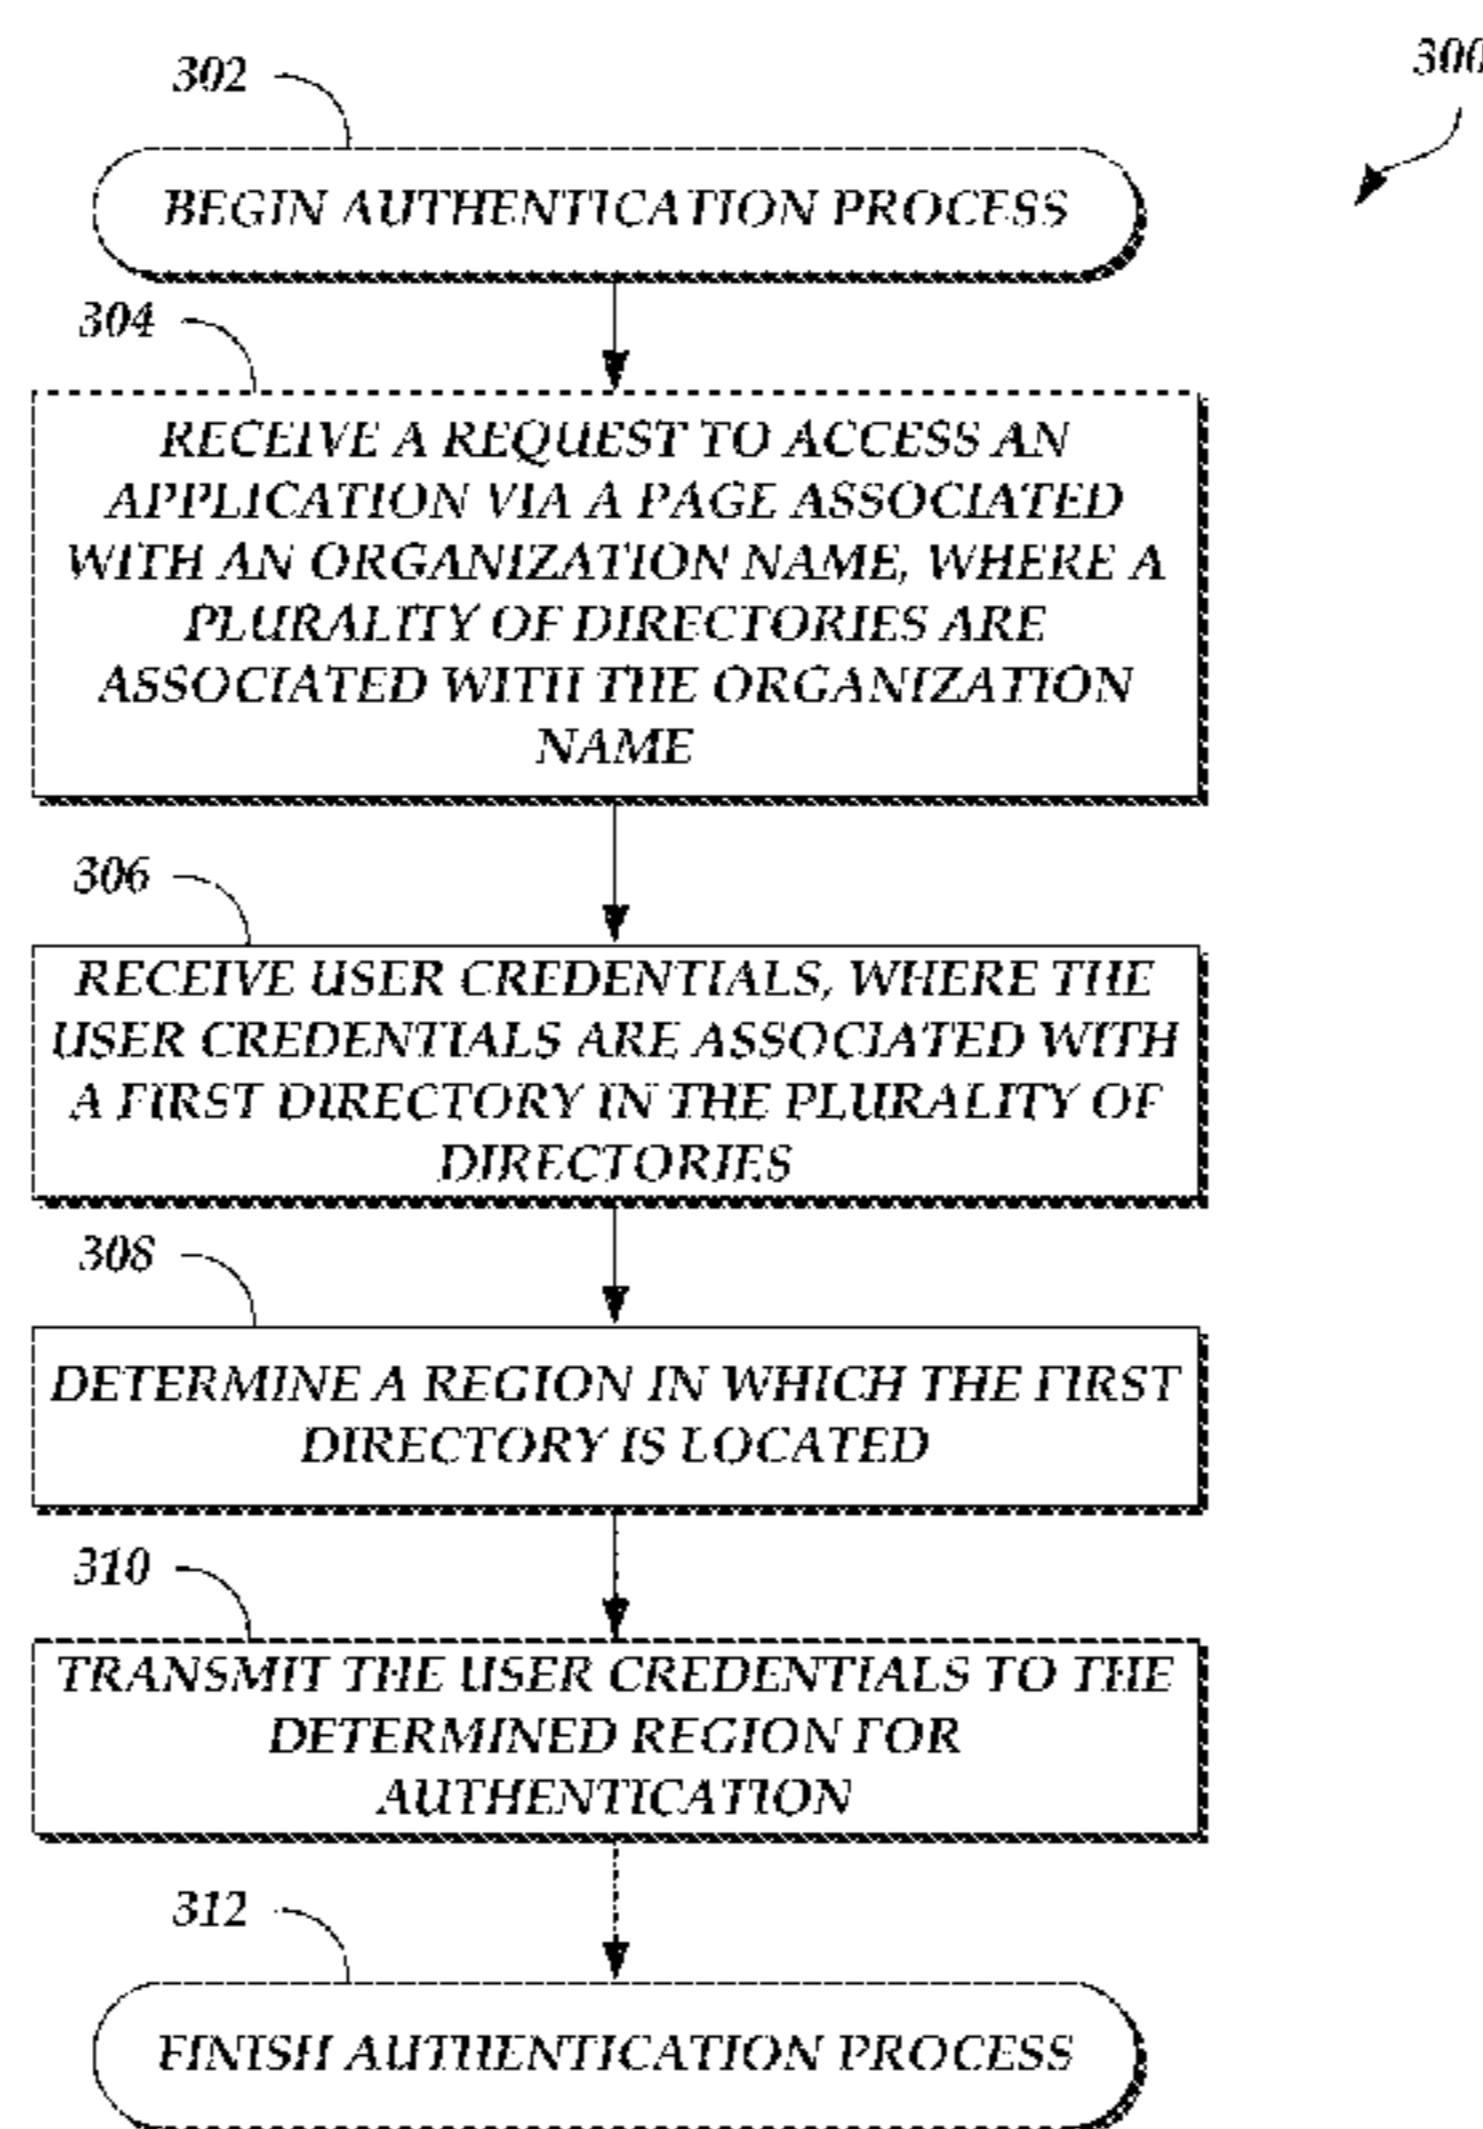 302
300
BEGIN AUTHENTICATION PROCESS
304
RECEIVE A REQUEST TO ACCESS AN
APPLICATION VIA A PAGE ASSOCIATED
WITH AN ORGANIZATION NAME, WHERE A
PLURALITY OF DIRECTORIES ARE
ASSOCIATED WITH THE ORGANIZATION
NAME
306
RECEIVE USER CREDENTIALS, WHERE THE
USER CREDENTIALS ARE ASSOCIATED WITH
A FIRST DIRECTORY IN THE PLURALITY OF
DIRECTORIES
308
DETERMINE A REGION IN WHICH THE FIRST
DIRECTORY IS LOCATED
310
TRANSMIT THE USER CREDENTIALS TO THE
DETERMINED REGION FOR
AUTHENTICATION
312
FINISH AUTHENTICATION PROCESS